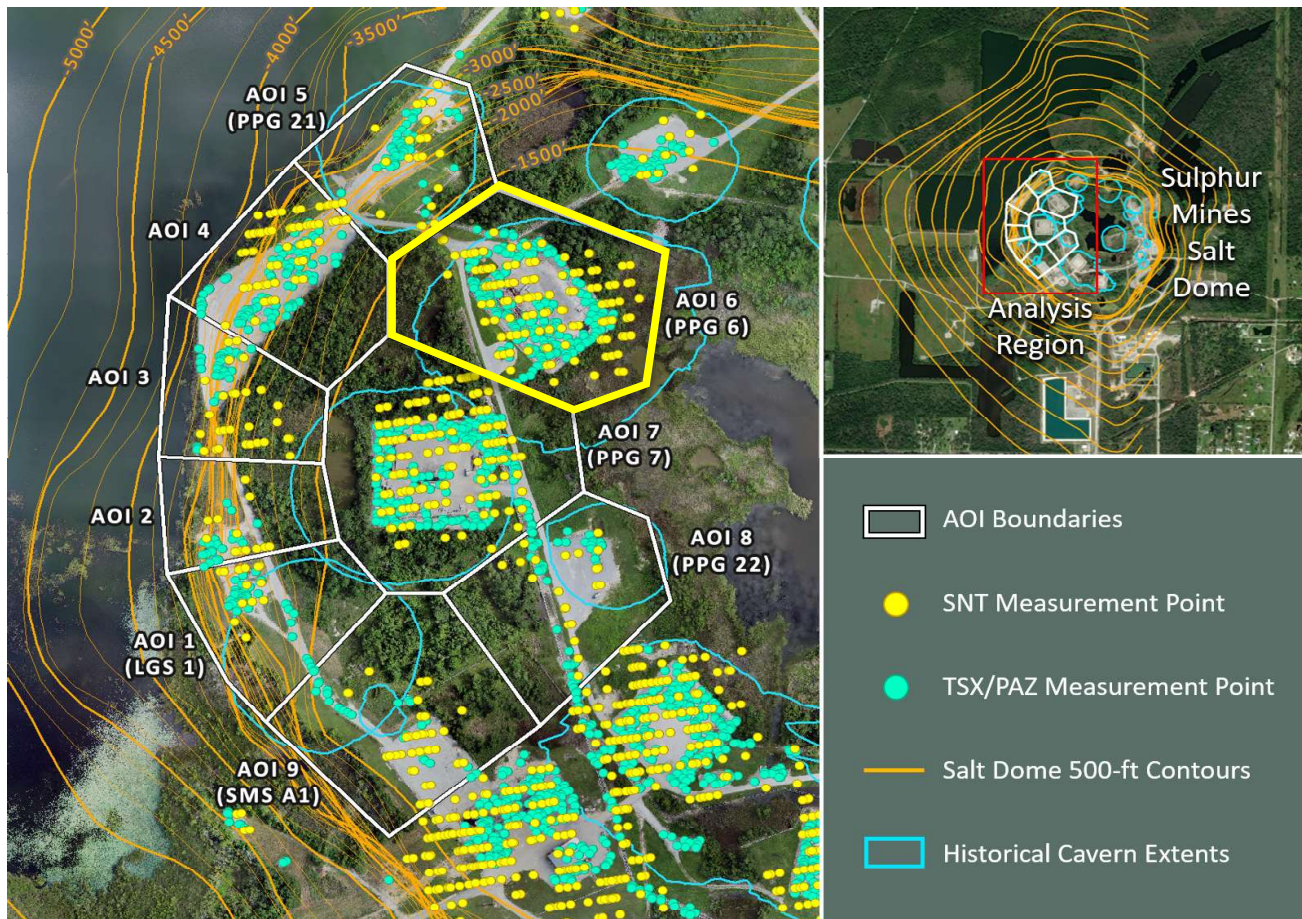 -5000'
-4500'
-4000'
-3500'
-3000'
-2500'
-2000'
-1500'
AOI 5
(PPG 21)
AOI 4
AOI 3
AOI 2
AOI 1
(LGS 1)
AOI 9
(SMS A1)
AOI 6
(PPG 6)
AOI 7
(PPG 7)
AOI 8
(PPG 22)
Sulphur
Mines
Salt
Dome
Analysis
Region
AOI Boundaries
SNT Measurement Point
TSX/PAZ Measurement Point
Salt Dome 500-ft Contours
Historical Cavern Extents